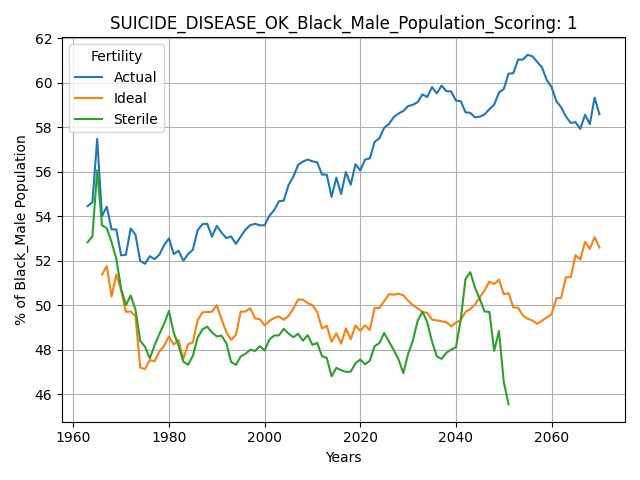 SUICIDE_DISEASE_OK_Black_Male_Population_Scoring: 1
62
60
58
56
54
52
50
48
46
% of Black_Male Population
Fertility
Actual
Ideal
Sterile
1960 1980 2000 2020 2040 2060
Years